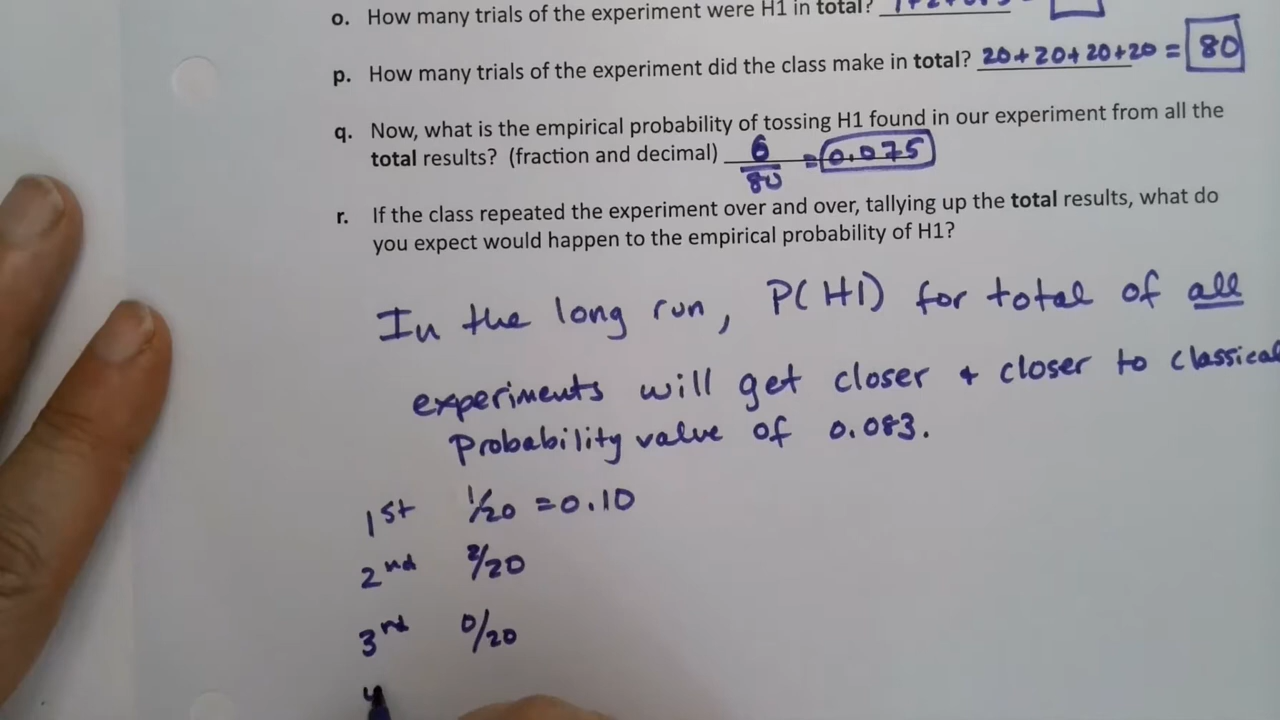 o. How many trials of the experiment were H1 in total?
p. How many trials of the experiment did the class make in total? 20+20+20+20 = 80
q. Now, what is the empirical probability of tossing H1 found in our experiment from all the
total results? (fraction and decimal) 6/80 = 0.075
r. If the class repeated the experiment over and over, tallying up the total results, what do
you expect would happen to the empirical probability of H1?
In the long run, P(H1) for total of all
experiments will get closer + closer to classical
Probability value of 0.083.
1st 1/20 = 0.10
2nd 2/20
3rd 0/20
4